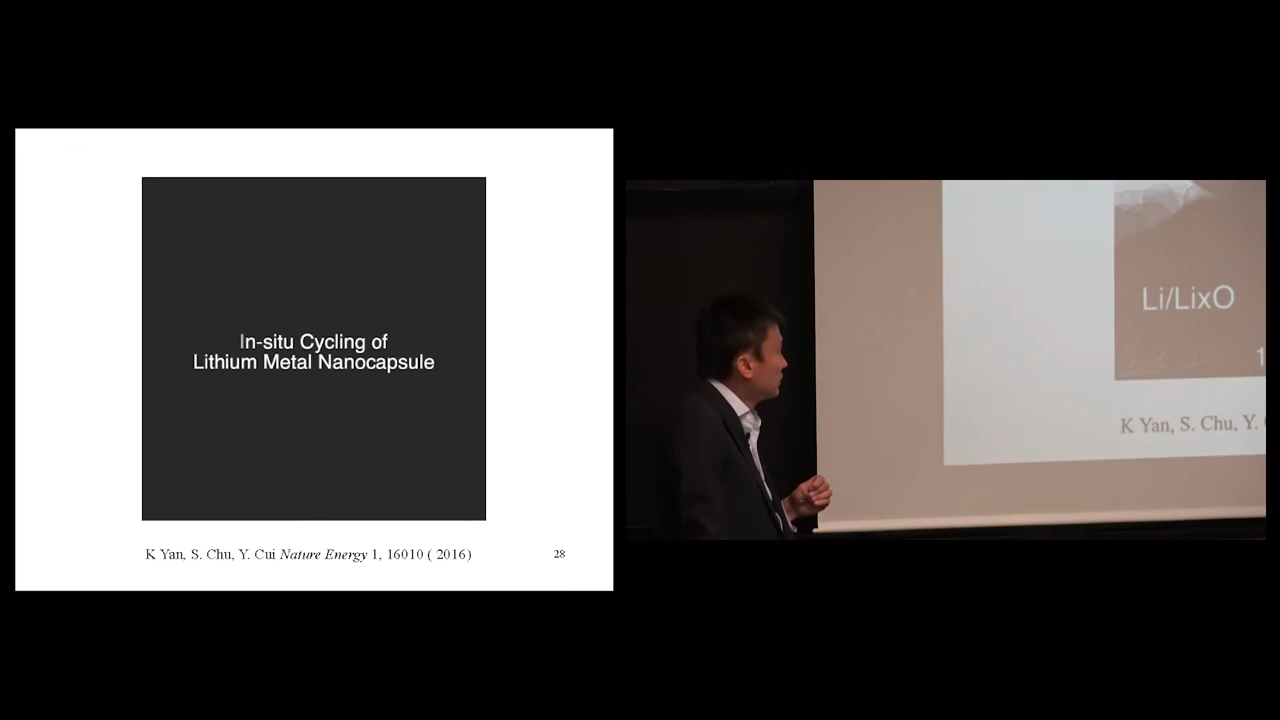 In-situ Cycling of
Lithium Metal Nanocapsule
K Yan, S. Chu, Y. Cui Nature Energy 1, 16010 ( 2016)
28
Li/LixO
1
K Yan, S. Chu, Y.